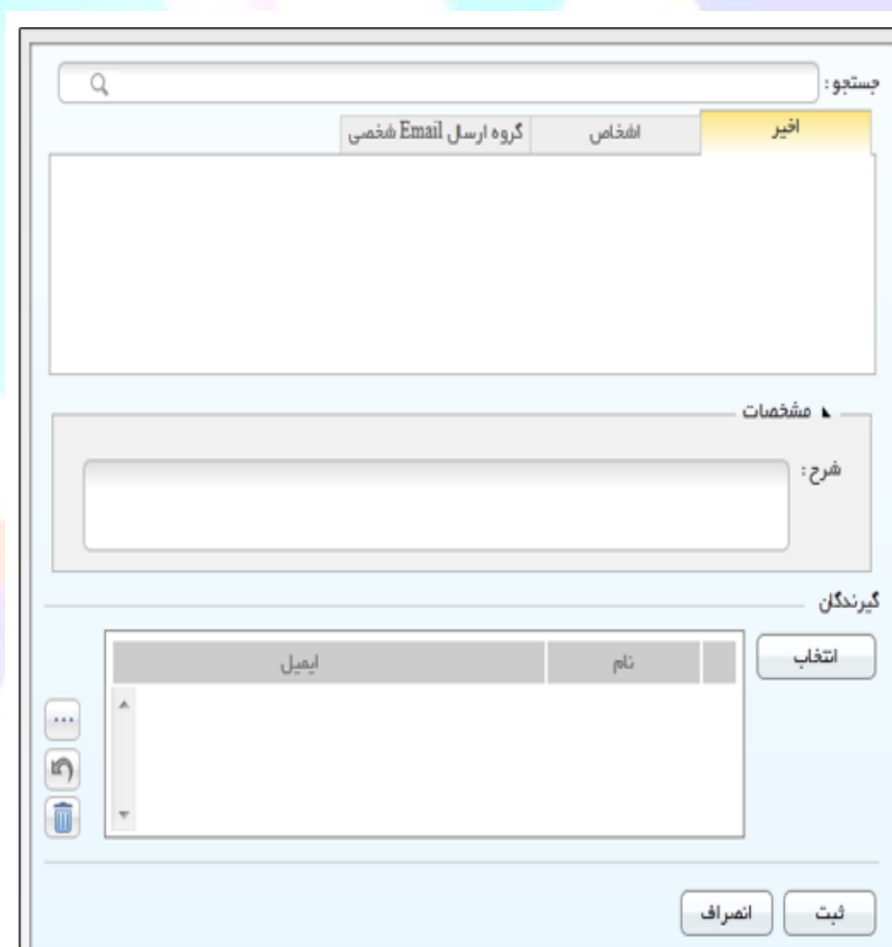 جستجو :
اخیر اشخاص گروه ارسال Email شخصی
مشخصات
شرح :
گیرندگان
انتخاب
نام ایمیل
...
ثبت انصراف